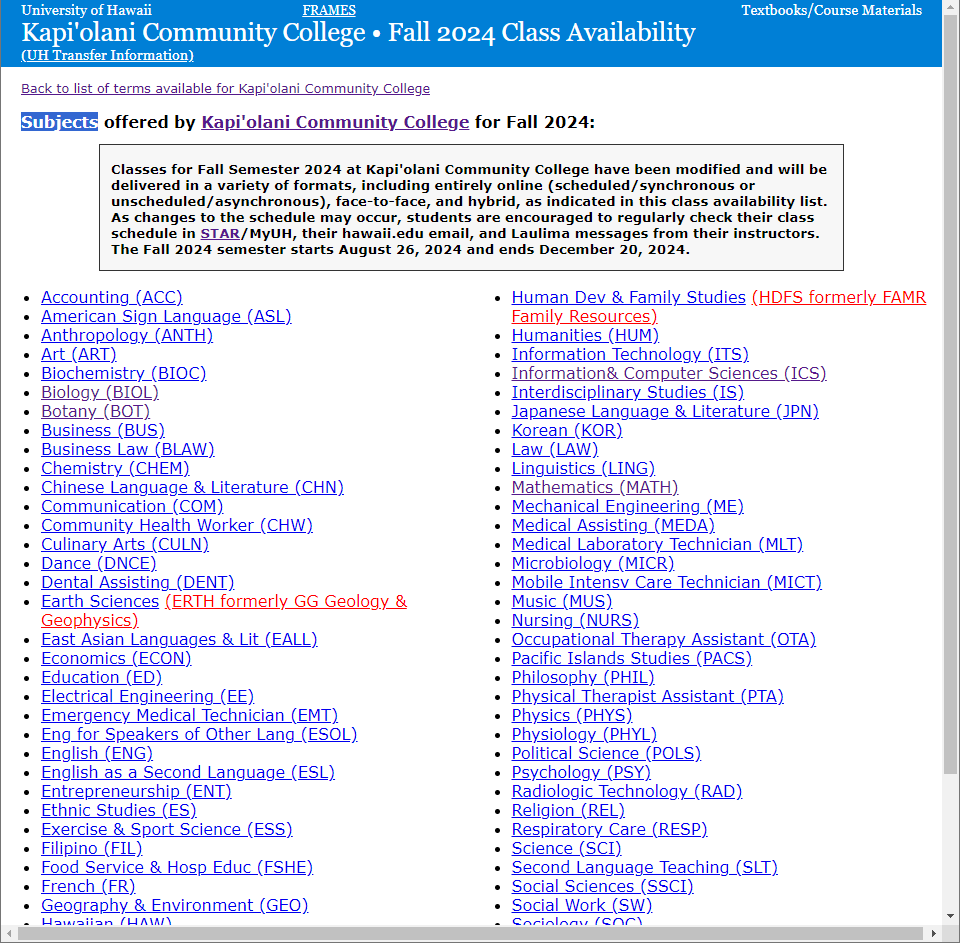 University of Hawaii FRAMES Textbooks/Course Materials
Kapi'olani Community College • Fall 2024 Class Availability
(UH Transfer Information)
Back to list of terms available for Kapi'olani Community College
Subjects offered by Kapi'olani Community College for Fall 2024:
Classes for Fall Semester 2024 at Kapi'olani Community College have been modified and will be
delivered in a variety of formats, including entirely online (scheduled/synchronous or
unscheduled/asynchronous), face-to-face, and hybrid, as indicated in this class availability list.
As changes to the schedule may occur, students are encouraged to regularly check their class
schedule in STAR/MyUH, their hawaii.edu email, and Laulima messages from their instructors.
The Fall 2024 semester starts August 26, 2024 and ends December 20, 2024.
• Accounting (ACC)
• American Sign Language (ASL)
• Anthropology (ANTH)
• Art (ART)
• Biochemistry (BIOC)
• Biology (BIOL)
• Botany (BOT)
• Business (BUS)
• Business Law (BLAW)
• Chemistry (CHEM)
• Chinese Language & Literature (CHN)
• Communication (COM)
• Community Health Worker (CHW)
• Culinary Arts (CULN)
• Dance (DNCE)
• Dental Assisting (DENT)
• Earth Sciences (ERTH formerly GG Geology &
Geophysics)
• East Asian Languages & Lit (EALL)
• Economics (ECON)
• Education (ED)
• Electrical Engineering (EE)
• Emergency Medical Technician (EMT)
• Eng for Speakers of Other Lang (ESOL)
• English (ENG)
• English as a Second Language (ESL)
• Entrepreneurship (ENT)
• Ethnic Studies (ES)
• Exercise & Sport Science (ESS)
• Filipino (FIL)
• Food Service & Hosp Educ (FSHE)
• French (FR)
• Geography & Environment (GEO)
• Hawaiian (HAW)
• Human Dev & Family Studies (HDFS formerly FAMR
Family Resources)
• Humanities (HUM)
• Information Technology (ITS)
• Information& Computer Sciences (ICS)
• Interdisciplinary Studies (IS)
• Japanese Language & Literature (JPN)
• Korean (KOR)
• Law (LAW)
• Linguistics (LING)
• Mathematics (MATH)
• Mechanical Engineering (ME)
• Medical Assisting (MEDA)
• Medical Laboratory Technician (MLT)
• Microbiology (MICR)
• Mobile Intensv Care Technician (MICT)
• Music (MUS)
• Nursing (NURS)
• Occupational Therapy Assistant (OTA)
• Pacific Islands Studies (PACS)
• Philosophy (PHIL)
• Physical Therapist Assistant (PTA)
• Physics (PHYS)
• Physiology (PHYL)
• Political Science (POLS)
• Psychology (PSY)
• Radiologic Technology (RAD)
• Religion (REL)
• Respiratory Care (RESP)
• Science (SCI)
• Second Language Teaching (SLT)
• Social Sciences (SSCI)
• Social Work (SW)
• Sociology (SOC)